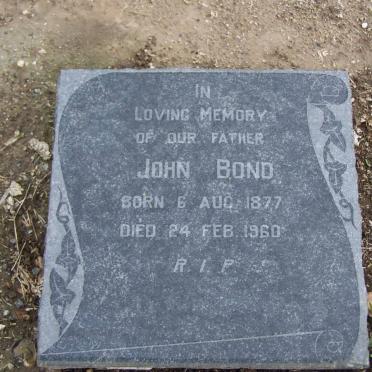 IN
LOVING MEMORY
OF OUR FATHER
JOHN BOND
BORN 6 AUG. 1877
DIED 24 FEB. 1960
R.I.P.